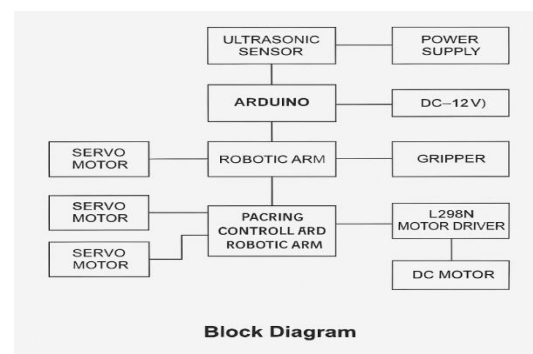 ULTRASONIC
SENSOR
POWER
SUPPLY
ARDUINO
DC–12V)
SERVO
MOTOR
ROBOTIC ARM
GRIPPER
SERVO
MOTOR
PACRING
CONTROLL ARD
ROBOTIC ARM
L298N
MOTOR DRIVER
SERVO
MOTOR
DC MOTOR
Block Diagram